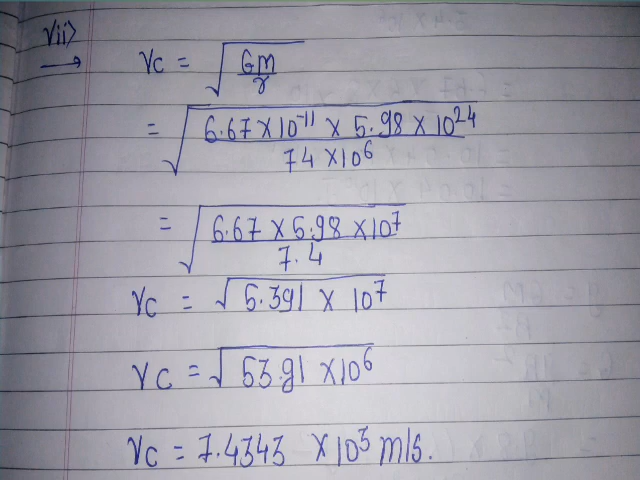 vii>
→ Vc = √(GM/r)
= √(6.67 × 10⁻¹¹ × 5.98 × 10²⁴ / 74 × 10⁶)
= √(6.67 × 5.98 × 10⁷ / 7.4)
Vc = √(5.391 × 10⁷)
Vc = √(53.91 × 10⁶)
Vc = 7.4343 × 10³ m/s.